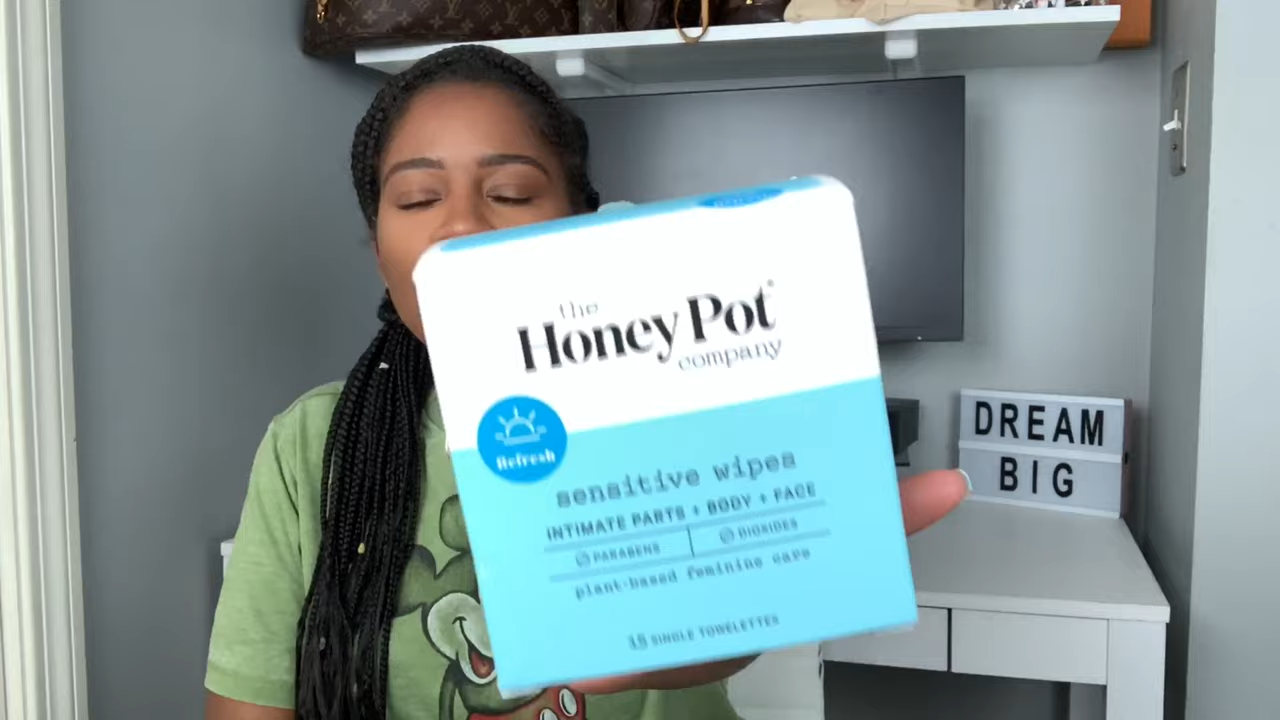 the
Honey Pot
company
Refresh
sensitive wipes
INTIMATE PARTS + BODY + FACE
PARABENS
DIOXIDES
plant-based feminine care
15 SINGLE TOWELETTES
DREAM
BIG